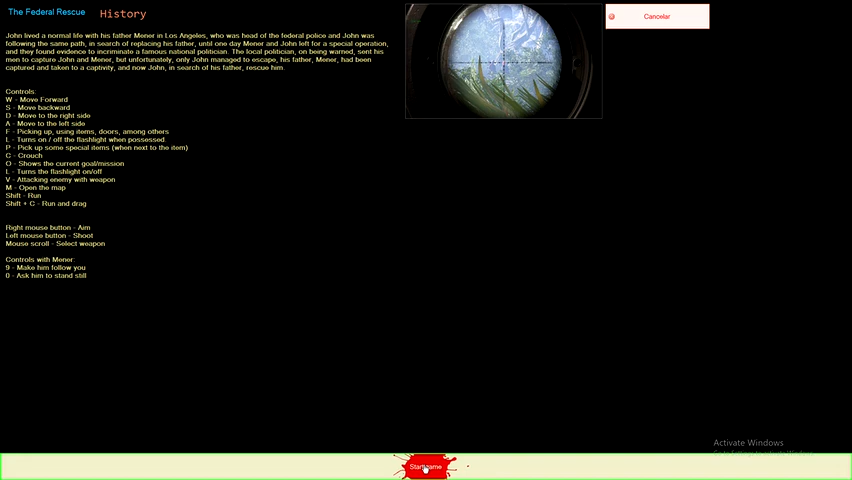 The Federal Rescue
History
John lived a normal life with his father Mener in Los Angeles, who was head of the federal police and John was
following the same path, in search of replacing his father, until one day Mener and John left for a special operation,
and they found evidence to incriminate a famous national politician. The local politician, on being warned, sent his
men to capture John and Mener, but unfortunately, only John managed to escape, his father, Mener, had been
captured and taken to a captivity, and now John, in search of his father, rescue him.
Controls:
W - Move Forward
S - Move backward
D - Move to the right side
A - Move to the left side
F - Picking up, using items, doors, among others
L - Turns on / off the flashlight when possessed
P - Pick up some special items (when next to the item)
C - Crouch
O - Shows the current goal/mission
L - Turns the flashlight on/off
V - Attacking enemy with weapon
M - Open the map
Shift - Run
Shift + C - Run and drag
Right mouse button - Aim
Left mouse button - Shoot
Mouse scroll - Select weapon
Controls with Mener:
9 - Make him follow you
0 - Ask him to stand still
Cancelar
Activate Windows
Start game